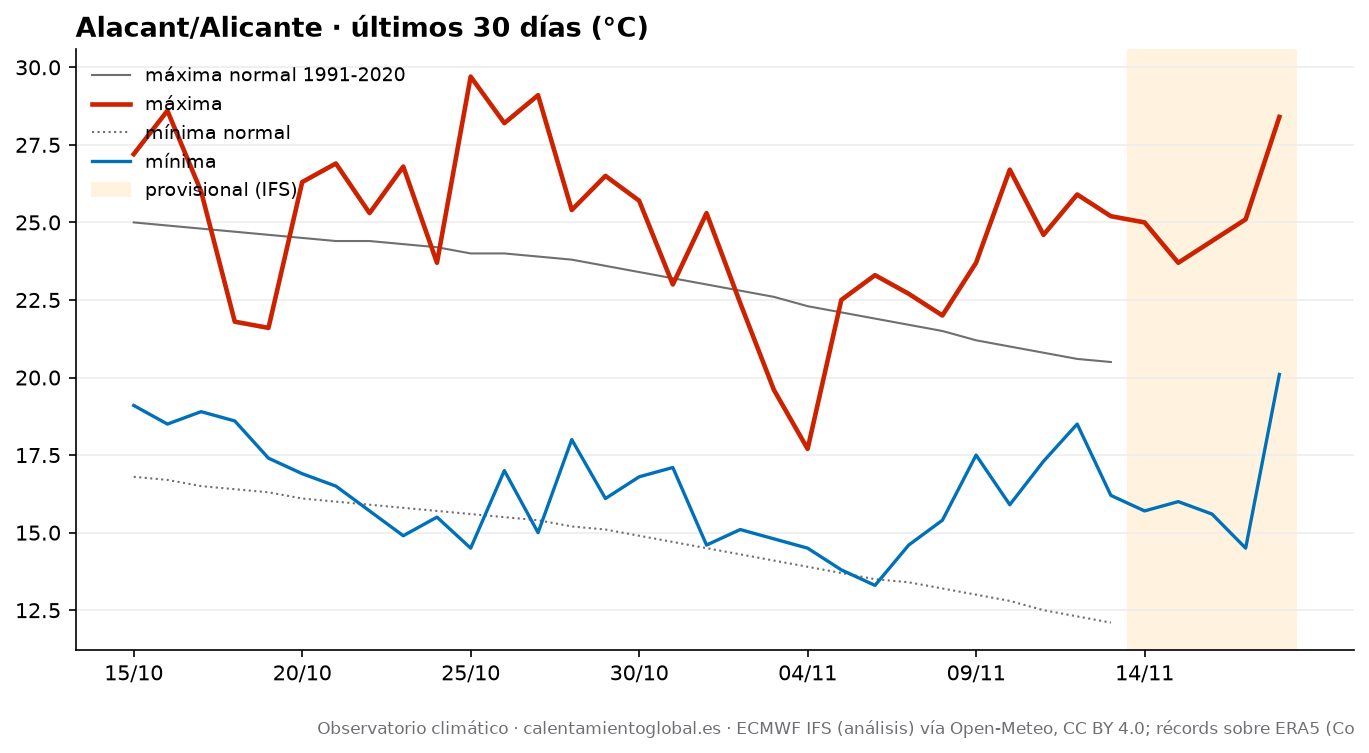 Alacant/Alicante · últimos 30 días (°C)
máxima normal 1991-2020
máxima
mínima normal
mínima
provisional (IFS)
30.0
27.5
25.0
22.5
20.0
17.5
15.0
12.5
15/10 20/10 25/10 30/10 04/11 09/11 14/11
Observatorio climático · calentamientoglobal.es · ECMWF IFS (análisis) vía Open-Meteo, CC BY 4.0; récords sobre ERA5 (Co